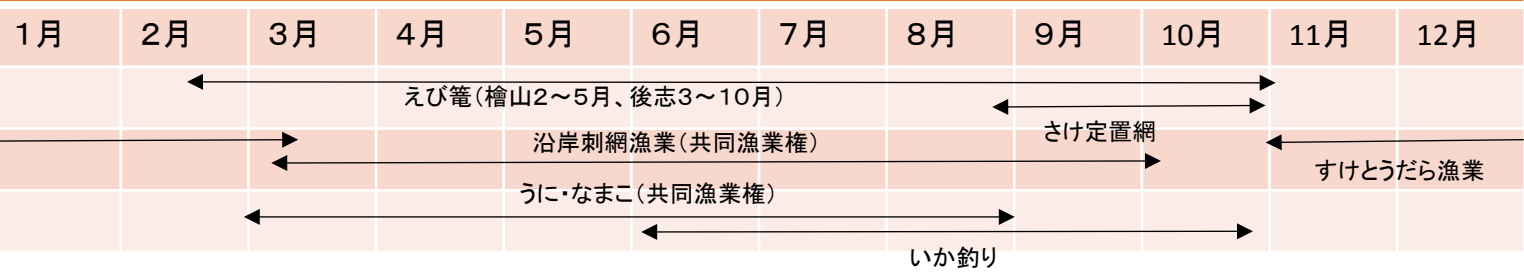 １月 ２月 ３月 ４月 ５月 ６月 ７月 ８月 ９月 10月 11月 12月
えび篭（檜山２～５月、後志３～１０月）
さけ定置網
沿岸刺網漁業（共同漁業権）
すけとうだら漁業
うに・なまこ（共同漁業権）
いか釣り